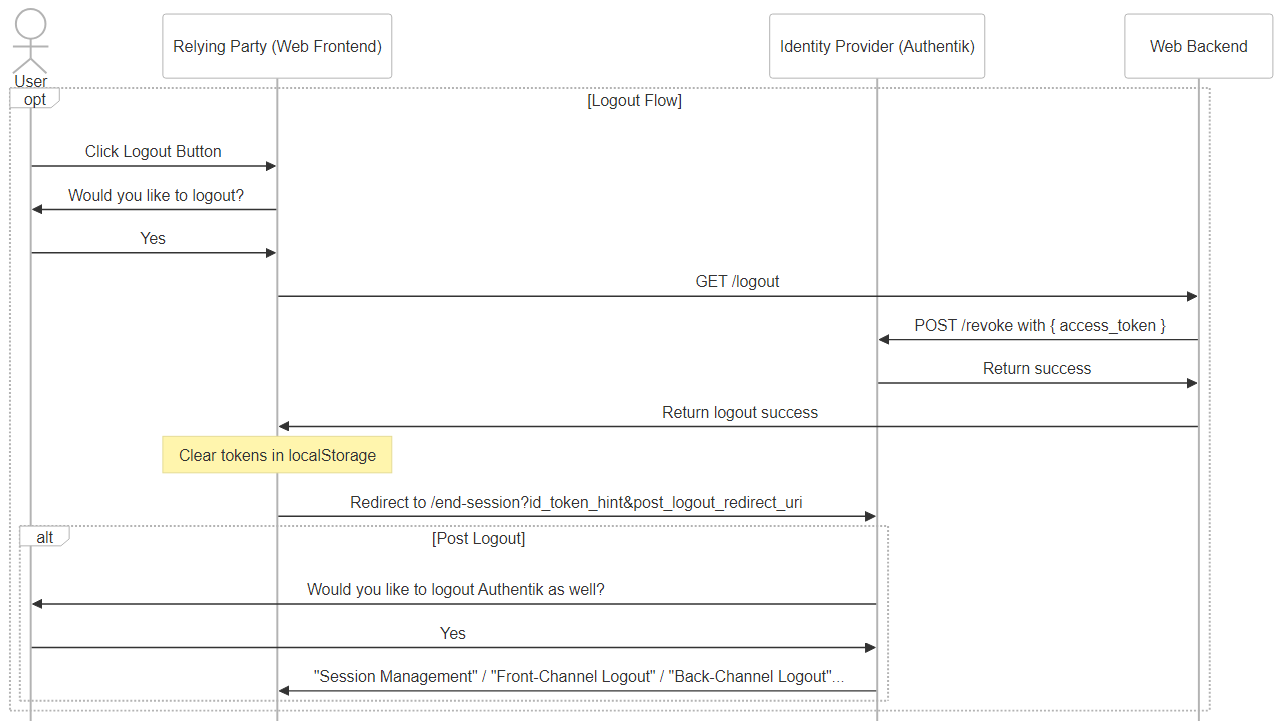 Relying Party (Web Frontend)
Identity Provider (Authentik)
Web Backend
User
opt
[Logout Flow]
Click Logout Button
Would you like to logout?
Yes
GET /logout
POST /revoke with { access_token }
Return success
Return logout success
Clear tokens in localStorage
Redirect to /end-session?id_token_hint&post_logout_redirect_uri
alt
[Post Logout]
Would you like to logout Authentik as well?
Yes
"Session Management" / "Front-Channel Logout" / "Back-Channel Logout"...